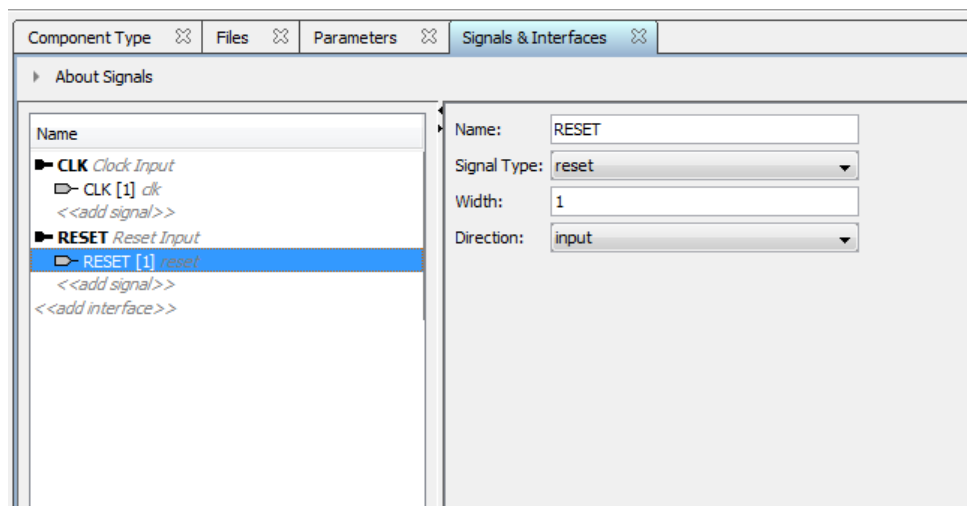 Component Type Files Parameters Signals & Interfaces
About Signals
Name
CLK Clock Input
CLK [1] clk
<<add signal>>
RESET Reset Input
RESET [1] reset
<<add signal>>
<<add interface>>
Name: RESET
Signal Type: reset
Width: 1
Direction: input